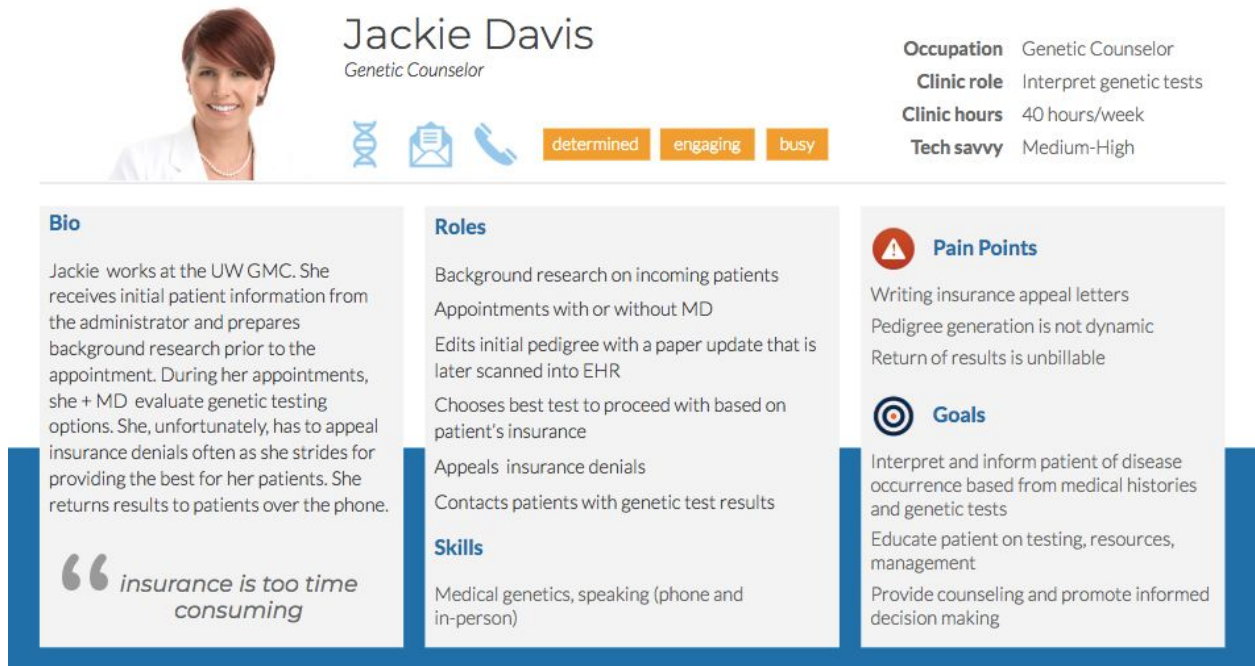 Jackie Davis
Genetic Counselor
determined engaging busy
Occupation Genetic Counselor
Clinic role Interpret genetic tests
Clinic hours 40 hours/week
Tech savvy Medium-High
Bio
Jackie works at the UW GMC. She
receives initial patient information from
the administrator and prepares
background research prior to the
appointment. During her appointments,
she + MD evaluate genetic testing
options. She, unfortunately, has to appeal
insurance denials often as she strides for
providing the best for her patients. She
returns results to patients over the phone.
“ insurance is too time
consuming
Roles
Background research on incoming patients
Appointments with or without MD
Edits initial pedigree with a paper update that is
later scanned into EHR
Chooses best test to proceed with based on
patient's insurance
Appeals insurance denials
Contacts patients with genetic test results
Skills
Medical genetics, speaking (phone and
in-person)
Pain Points
Writing insurance appeal letters
Pedigree generation is not dynamic
Return of results is unbillable
Goals
Interpret and inform patient of disease
occurrence based from medical histories
and genetic tests
Educate patient on testing, resources,
management
Provide counseling and promote informed
decision making